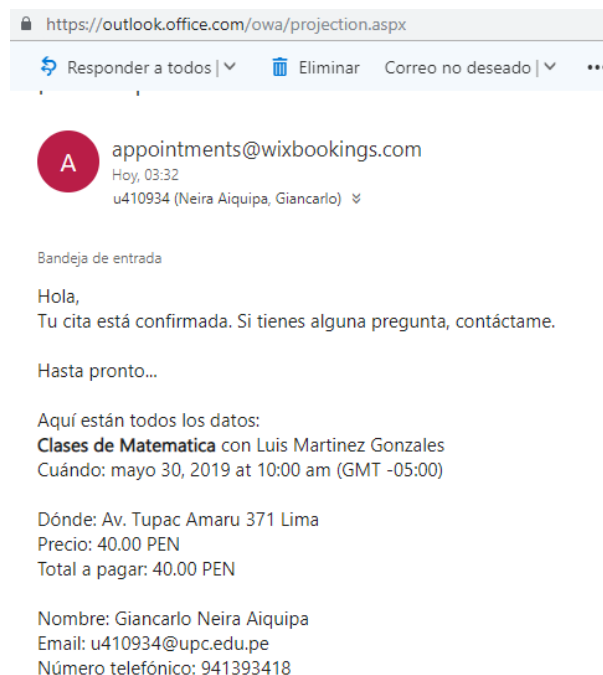 https://outlook.office.com/owa/projection.aspx
Responder a todos | Eliminar Correo no deseado | ...
A
appointments@wixbookings.com
Hoy, 03:32
u410934 (Neira Aiquipa, Giancarlo)
Bandeja de entrada
Hola,
Tu cita está confirmada. Si tienes alguna pregunta, contáctame.
Hasta pronto...
Aquí están todos los datos:
Clases de Matematica con Luis Martinez Gonzales
Cuándo: mayo 30, 2019 at 10:00 am (GMT -05:00)
Dónde: Av. Tupac Amaru 371 Lima
Precio: 40.00 PEN
Total a pagar: 40.00 PEN
Nombre: Giancarlo Neira Aiquipa
Email: u410934@upc.edu.pe
Número telefónico: 941393418